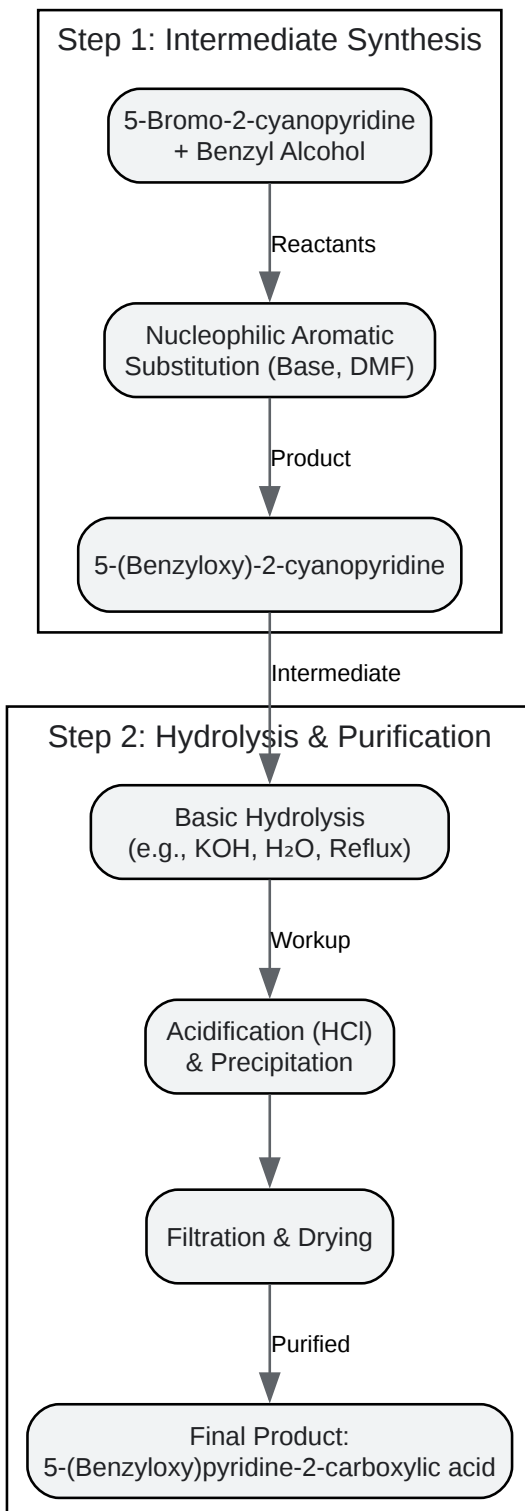 Step 1: Intermediate Synthesis
5-Bromo-2-cyanopyridine
+ Benzyl Alcohol
Reactants
Nucleophilic Aromatic
Substitution (Base, DMF)
Product
5-(Benzyloxy)-2-cyanopyridine
Intermediate
Step 2: Hydrolysis & Purification
Basic Hydrolysis
(e.g., KOH, H₂O, Reflux)
Workup
Acidification (HCl)
& Precipitation
Filtration & Drying
Purified
Final Product:
5-(Benzyloxy)pyridine-2-carboxylic acid